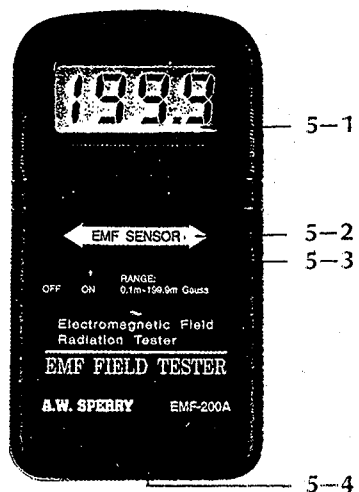 199.9
5-1
EMF SENSOR
5-2
5-3
OFF ON
RANGE:
0.1m-199.9m Gauss
~
Electromagnetic Field
Radiation Tester
EMF FIELD TESTER
A.W. SPERRY EMF-200A
5-4